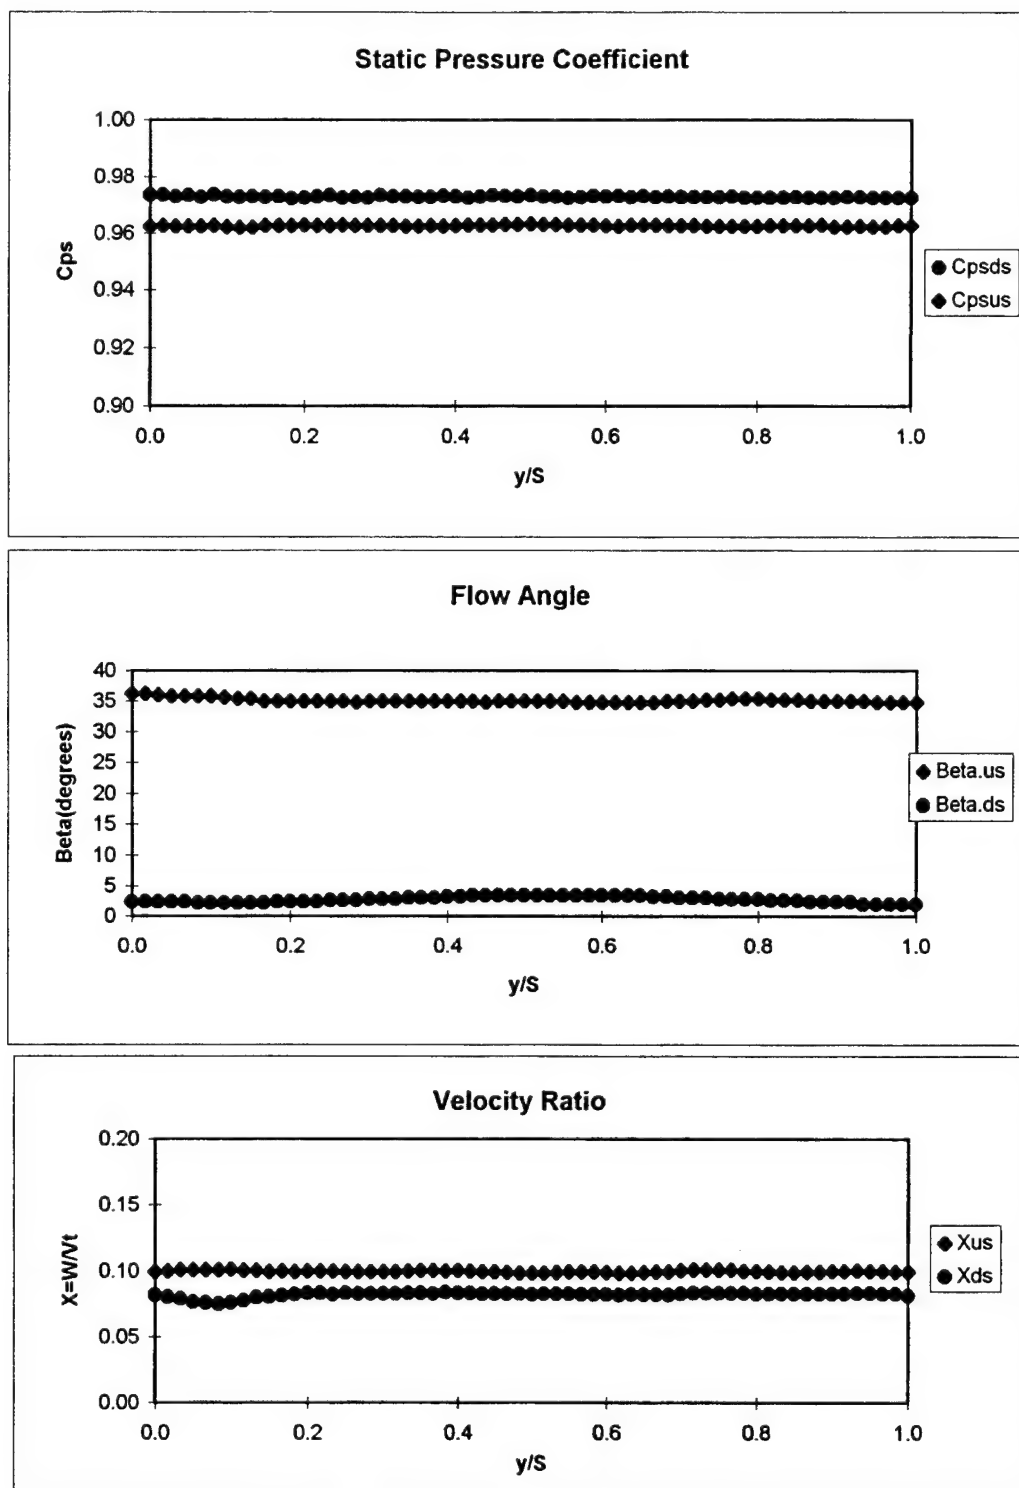 Static Pressure Coefficient
1.00
0.98
0.96
0.94
0.92
0.90
Cps
0.0 0.2 0.4 0.6 0.8 1.0
y/S
Cpsds
Cpsus
Flow Angle
40
35
30
25
20
15
10
5
0
Beta(degrees)
0.0 0.2 0.4 0.6 0.8 1.0
y/S
Beta.us
Beta.ds
Velocity Ratio
0.20
0.15
0.10
0.05
0.00
X=W/Vt
0.0 0.2 0.4 0.6 0.8 1.0
y/S
Xus
Xds